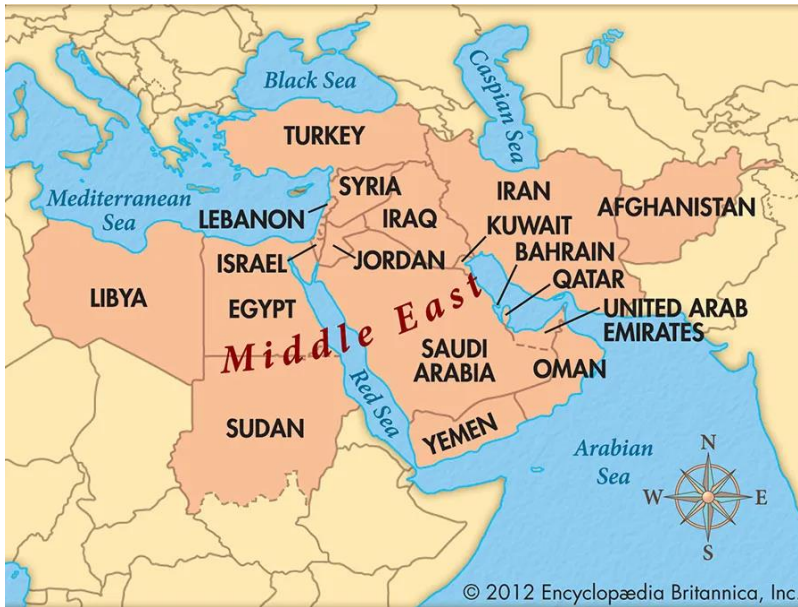 Black Sea
Caspian Sea
TURKEY
Mediterranean
Sea
SYRIA
IRAN
AFGHANISTAN
LEBANON
IRAQ
KUWAIT
BAHRAIN
ISRAEL
JORDAN
QATAR
LIBYA
EGYPT
UNITED ARAB
EMIRATES
Middle East
SAUDI
ARABIA
OMAN
Red Sea
SUDAN
YEMEN
Arabian
Sea
N
W
E
S
© 2012 Encyclopædia Britannica, Inc.